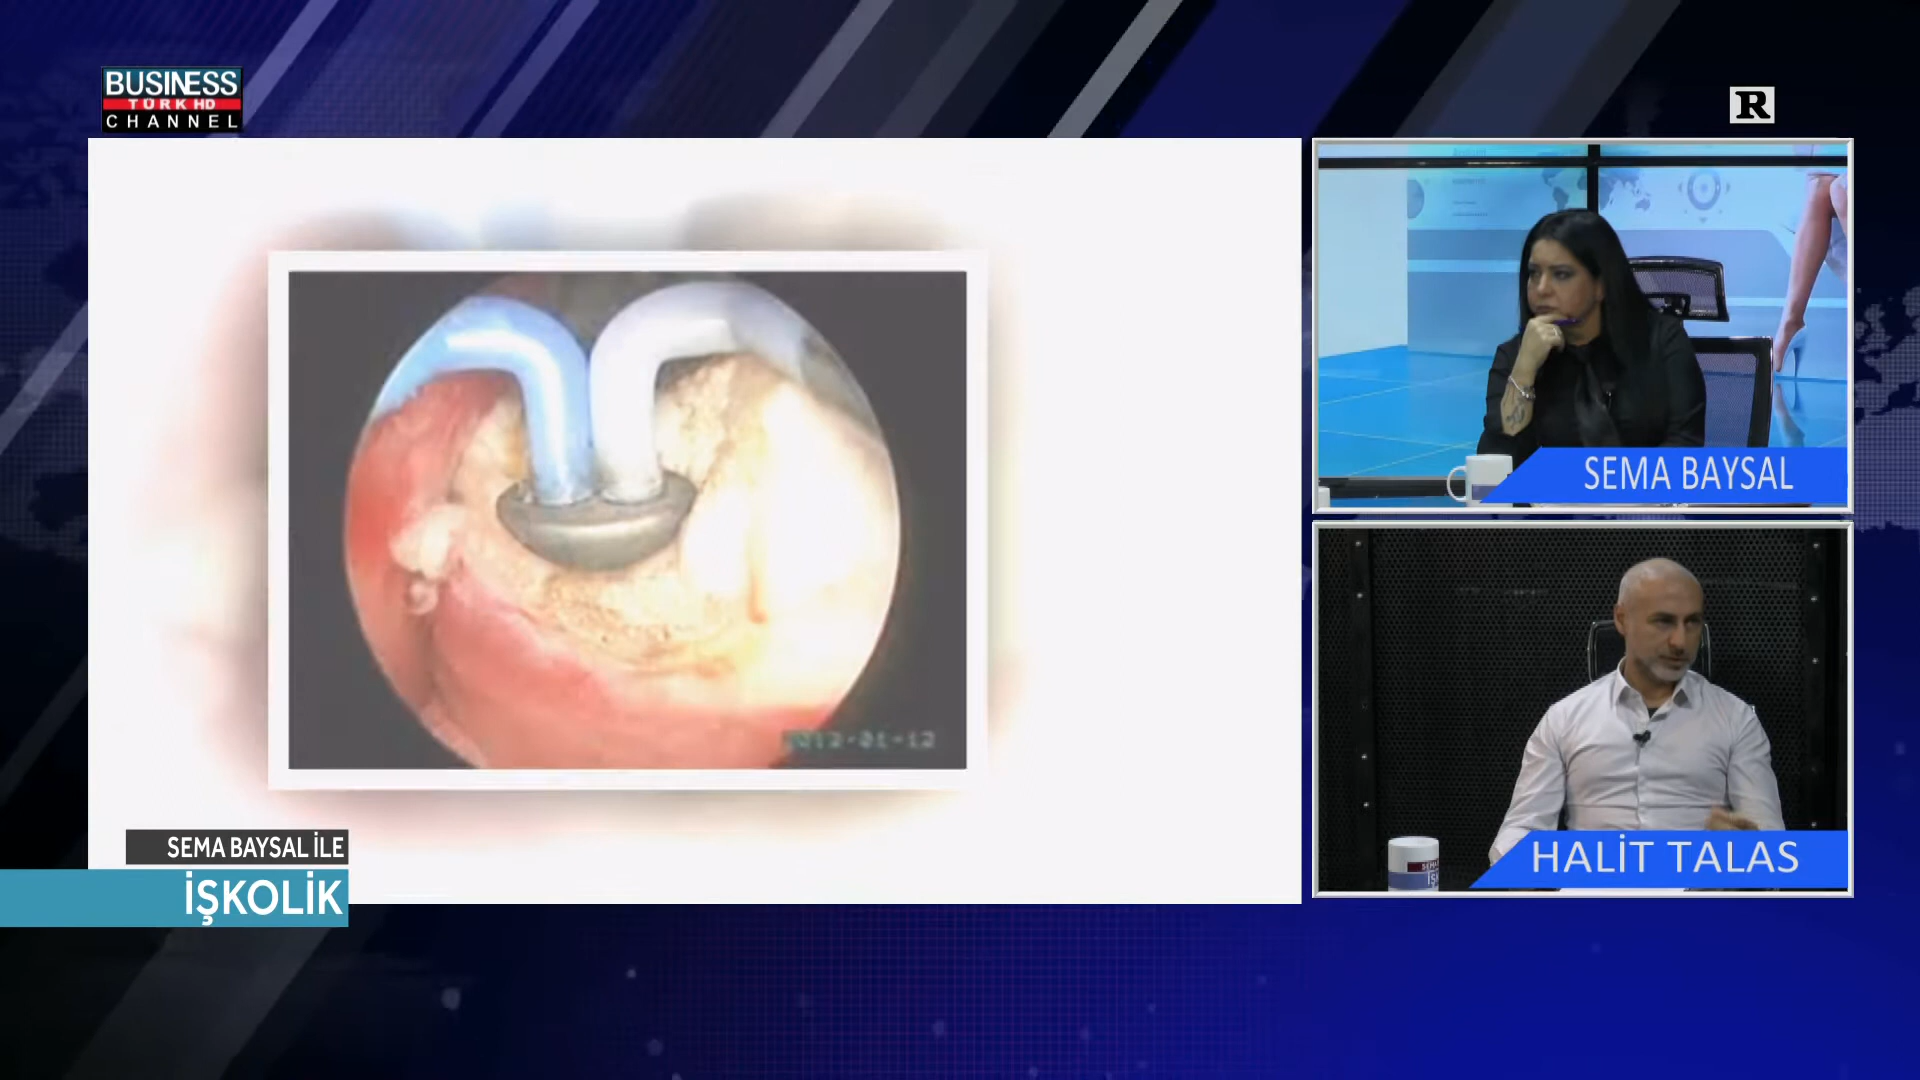 BUSINESS
TÜRK HD
CHANNEL
R
SEMA BAYSAL
HALİT TALAS
SEMA BAYSAL İLE
İŞKOLİK